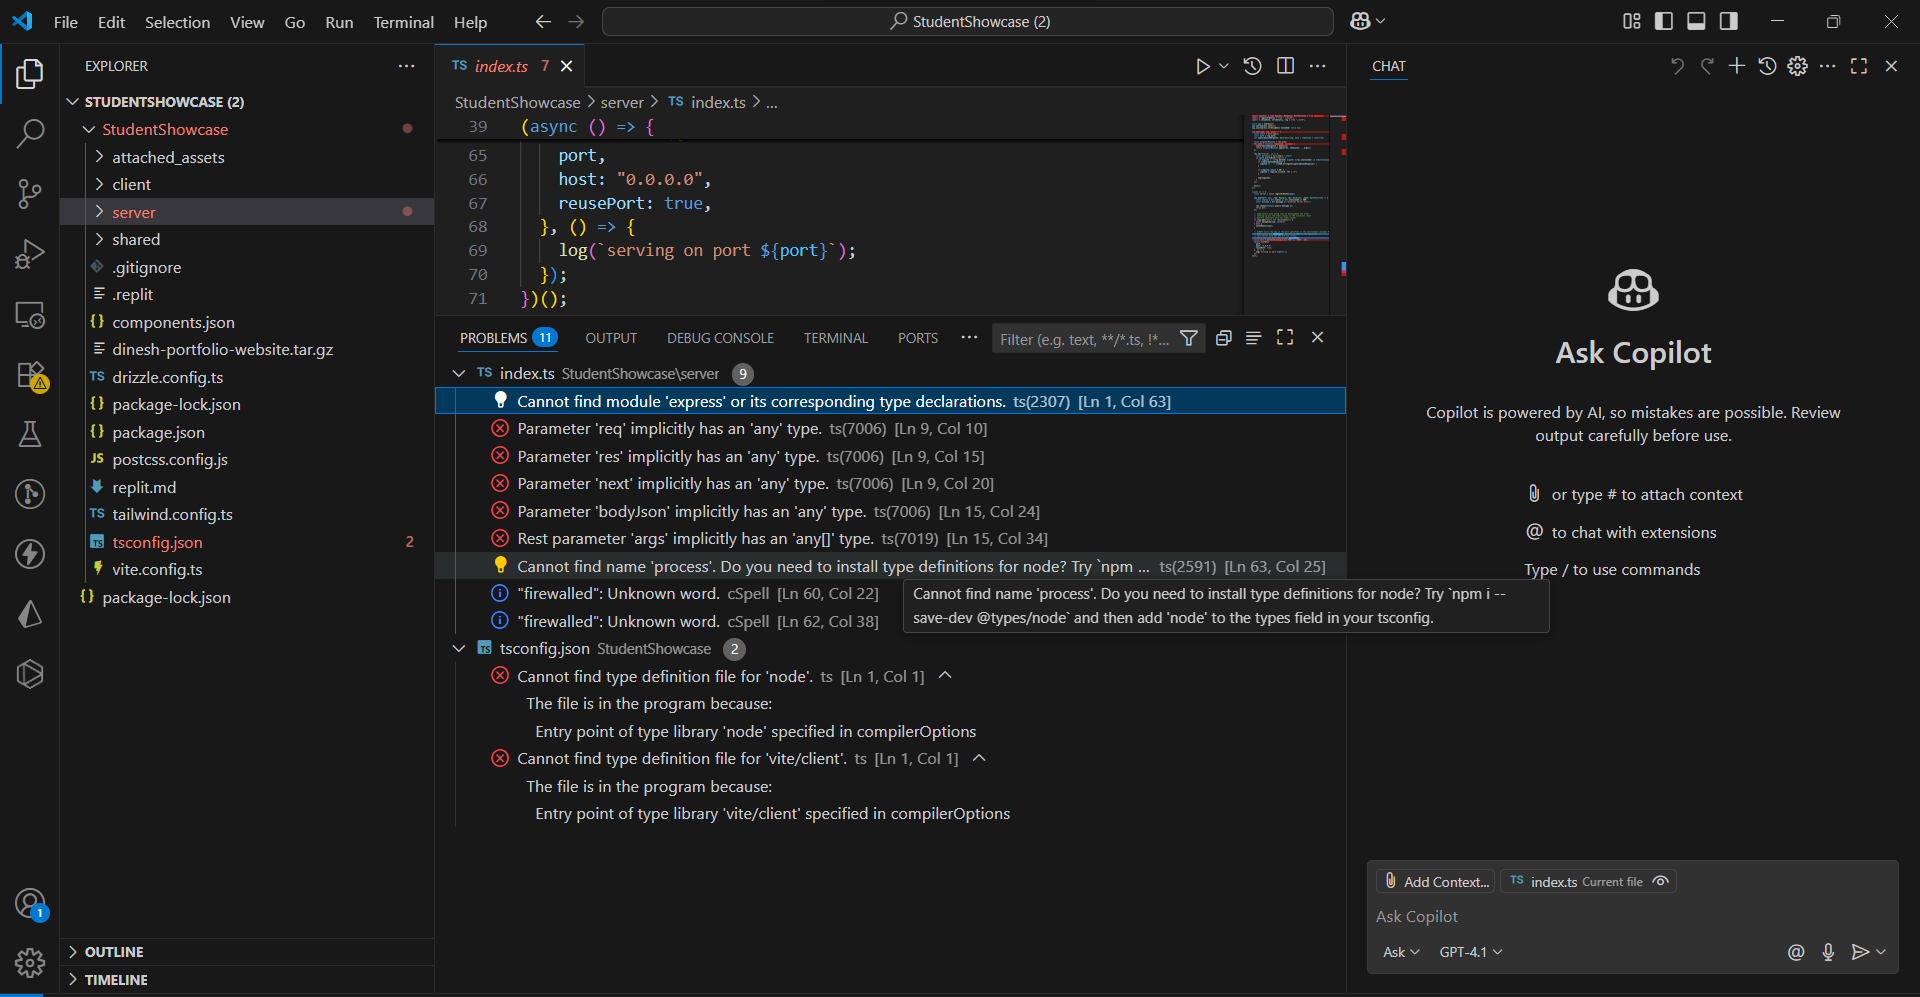 File Edit Selection View Go Run Terminal Help
StudentShowcase (2)
EXPLORER
STUDENTSHOWCASE (2)
StudentShowcase
attached_assets
client
server
shared
.gitignore
.replit
components.json
dinesh-portfolio-website.tar.gz
TS drizzle.config.ts
{} package-lock.json
{} package.json
JS postcss.config.js
replit.md
TS tailwind.config.ts
TS tsconfig.json 2
vite.config.ts
{} package-lock.json
OUTLINE
TIMELINE
1
TS index.ts 7
StudentShowcase > server > TS index.ts > ...
39 (async () => {
65 port,
66 host: "0.0.0.0",
67 reusePort: true,
68 }, () => {
69 log(`serving on port ${port}`);
70 });
71 })();
PROBLEMS 11 OUTPUT DEBUG CONSOLE TERMINAL PORTS ... Filter (e.g. text, **/*.ts, !*...
TS index.ts StudentShowcase\server 9
Cannot find module 'express' or its corresponding type declarations. ts(2307) [Ln 1, Col 63]
Parameter 'req' implicitly has an 'any' type. ts(7006) [Ln 9, Col 10]
Parameter 'res' implicitly has an 'any' type. ts(7006) [Ln 9, Col 15]
Parameter 'next' implicitly has an 'any' type. ts(7006) [Ln 9, Col 20]
Parameter 'bodyJson' implicitly has an 'any' type. ts(7006) [Ln 15, Col 24]
Rest parameter 'args' implicitly has an 'any[]' type. ts(7019) [Ln 15, Col 34]
Cannot find name 'process'. Do you need to install type definitions for node? Try `npm ... ts(2591) [Ln 63, Col 25]
"firewalled": Unknown word. cSpell [Ln 60, Col 22]
"firewalled": Unknown word. cSpell [Ln 62, Col 38]
Cannot find name 'process'. Do you need to install type definitions for node? Try `npm i --
save-dev @types/node` and then add 'node' to the types field in your tsconfig.
TS tsconfig.json StudentShowcase 2
Cannot find type definition file for 'node'. ts [Ln 1, Col 1]
The file is in the program because:
Entry point of type library 'node' specified in compilerOptions
Cannot find type definition file for 'vite/client'. ts [Ln 1, Col 1]
The file is in the program because:
Entry point of type library 'vite/client' specified in compilerOptions
CHAT
Ask Copilot
Copilot is powered by AI, so mistakes are possible. Review
output carefully before use.
or type # to attach context
@ to chat with extensions
Type / to use commands
Add Context... TS index.ts Current file
Ask Copilot
Ask GPT-4.1 @